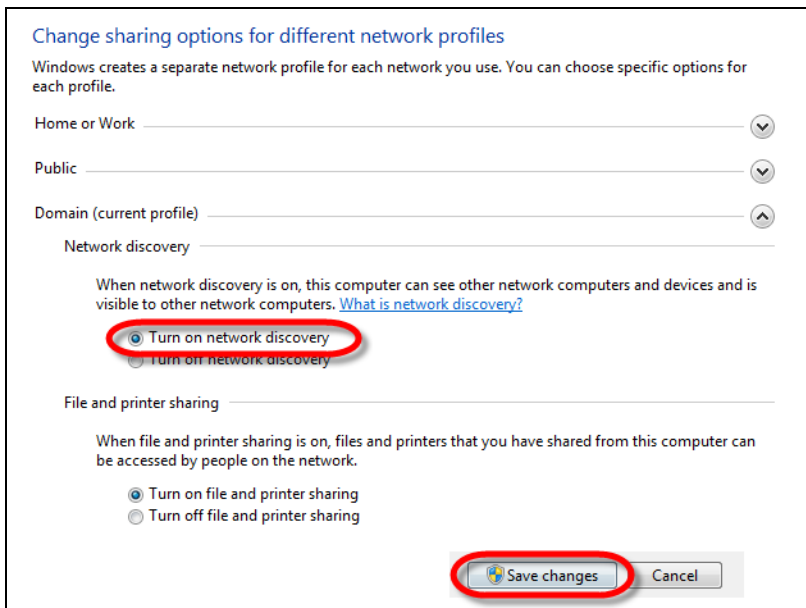 Change sharing options for different network profiles
Windows creates a separate network profile for each network you use. You can choose specific options for
each profile.
Home or Work
Public
Domain (current profile)
Network discovery
When network discovery is on, this computer can see other network computers and devices and is
visible to other network computers. What is network discovery?
Turn on network discovery
Turn off network discovery
File and printer sharing
When file and printer sharing is on, files and printers that you have shared from this computer can
be accessed by people on the network.
Turn on file and printer sharing
Turn off file and printer sharing
Save changes Cancel